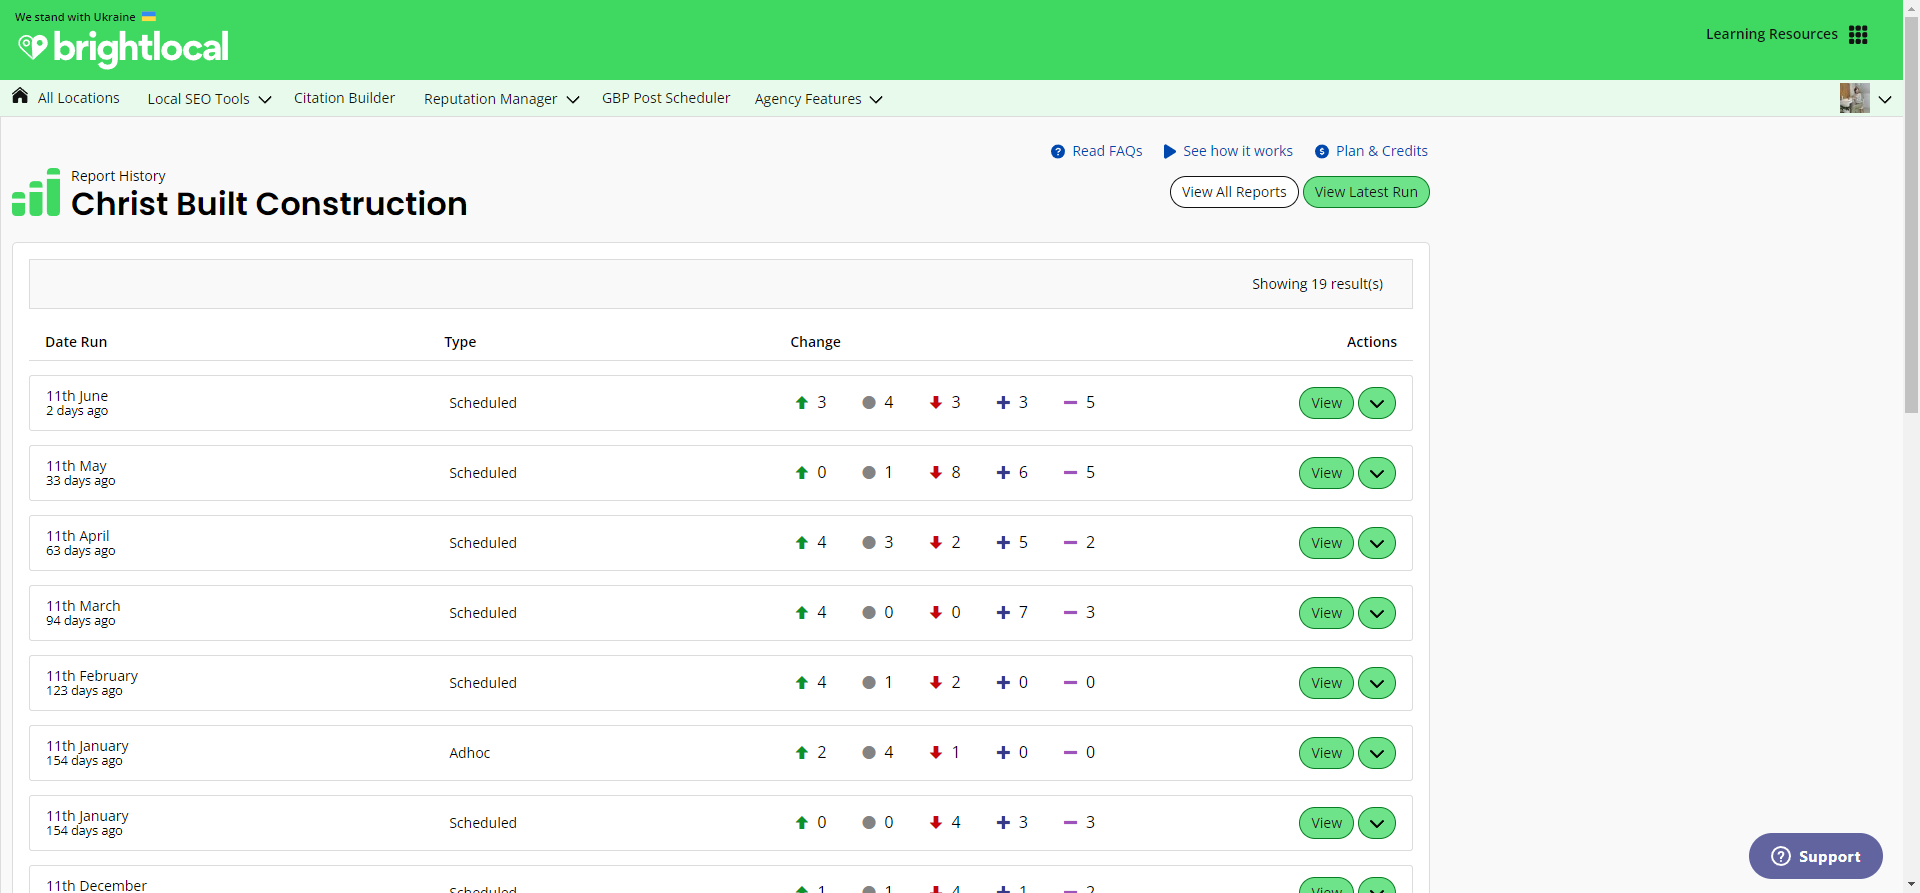 We stand with Ukraine
brightlocal
Learning Resources
All Locations Local SEO Tools Citation Builder Reputation Manager GBP Post Scheduler Agency Features
Read FAQs See how it works Plan & Credits
Report History
Christ Built Construction
View All Reports View Latest Run
Showing 19 result(s)
Date Run Type Change Actions
11th June
2 days ago
Scheduled 3 4 3 3 5 View
11th May
33 days ago
Scheduled 0 1 8 6 5 View
11th April
63 days ago
Scheduled 4 3 2 5 2 View
11th March
94 days ago
Scheduled 4 0 0 7 3 View
11th February
123 days ago
Scheduled 4 1 2 0 0 View
11th January
154 days ago
Adhoc 2 4 1 0 0 View
11th January
154 days ago
Scheduled 0 0 4 3 3 View
11th December
Scheduled 1 1 4 1 2 View
Support